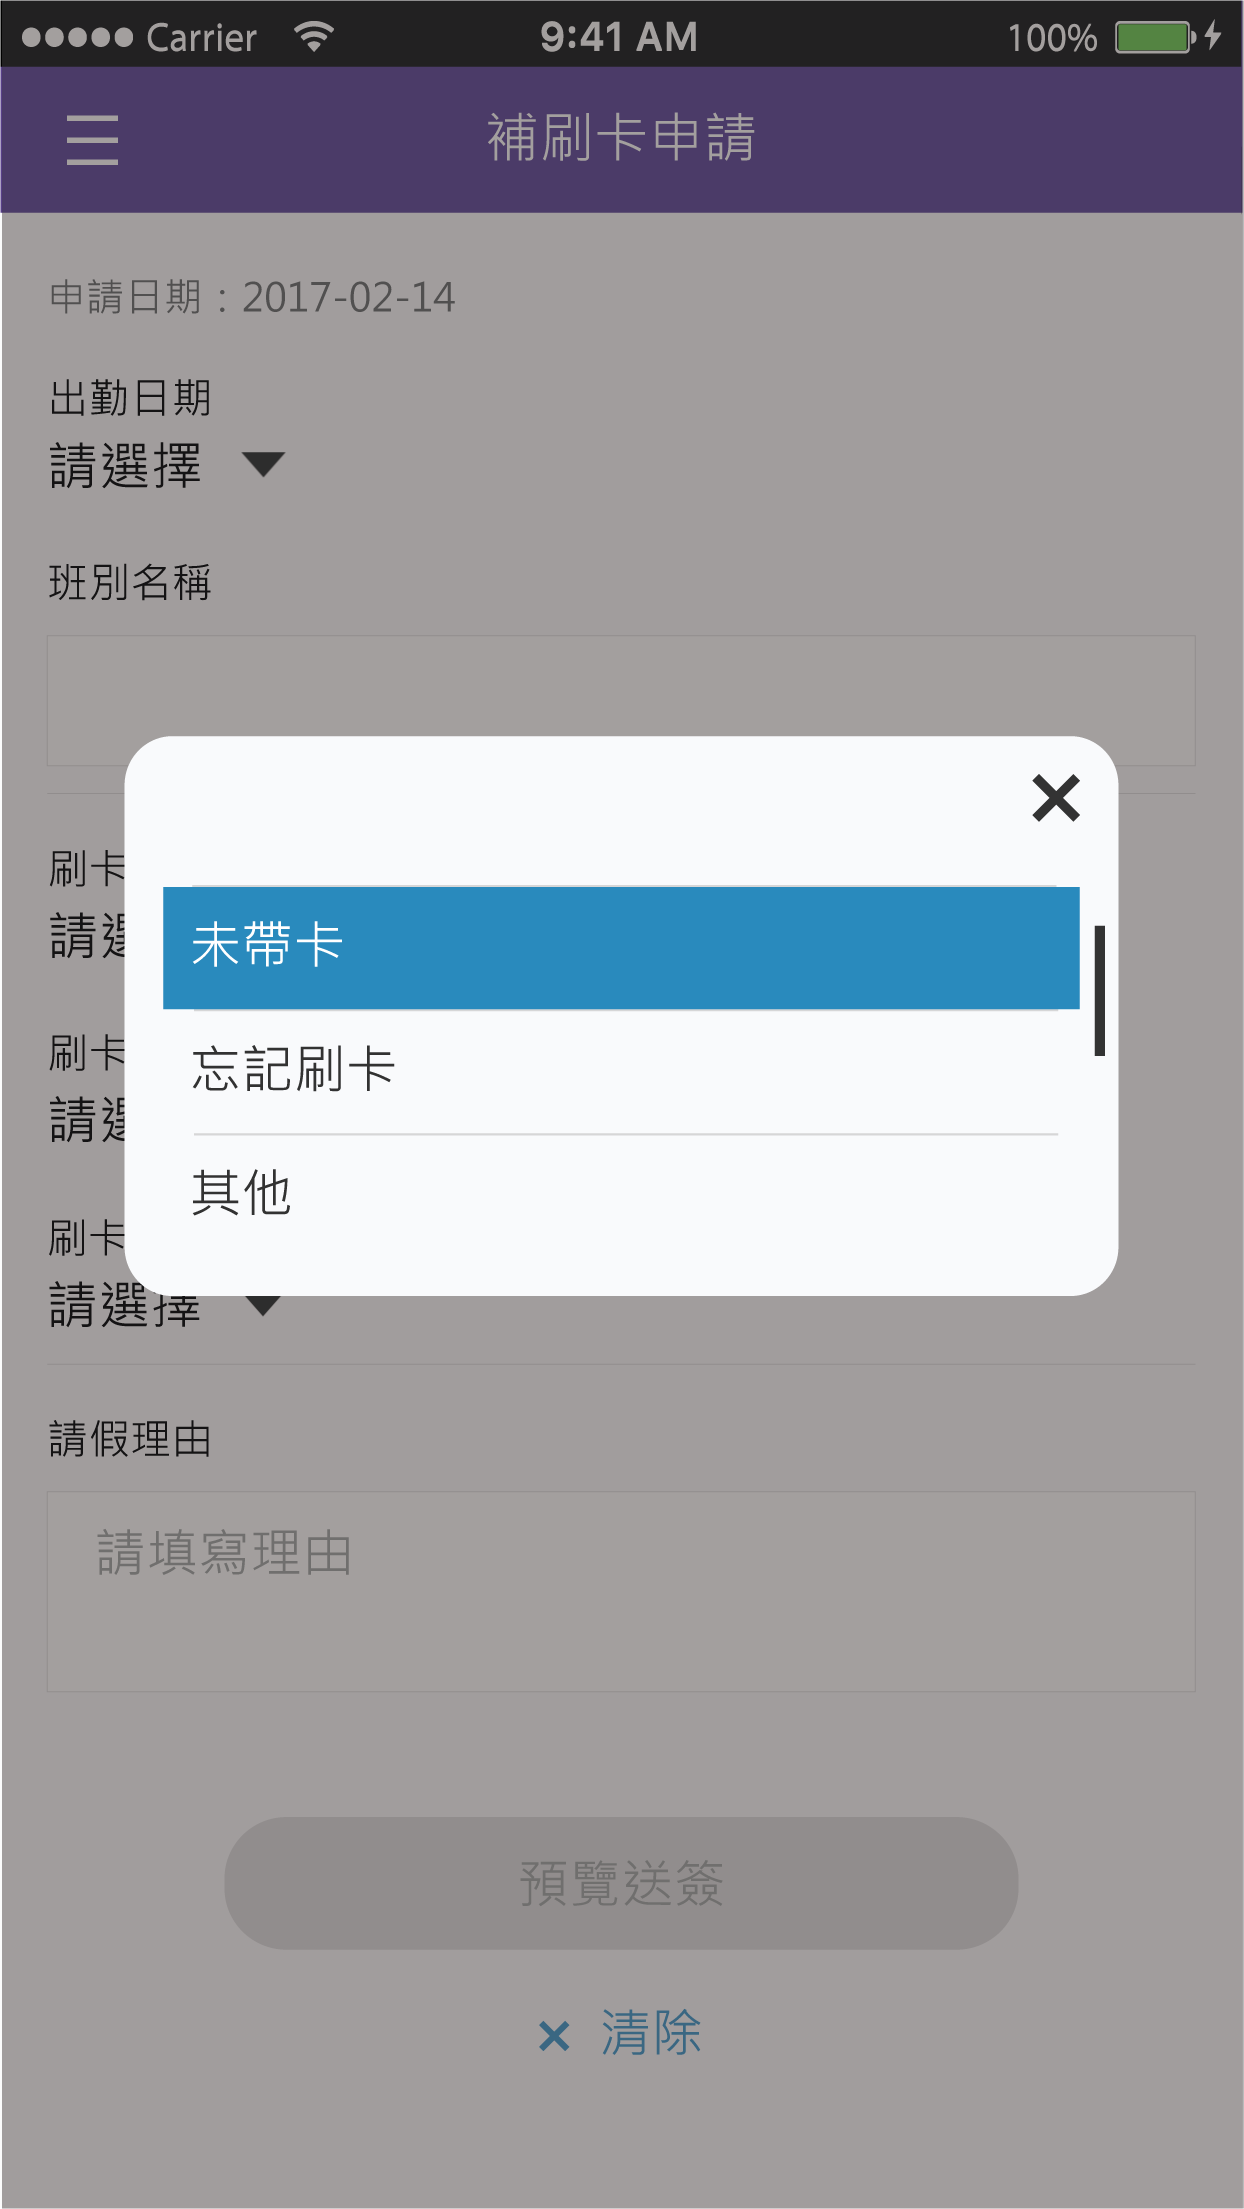 Carrier 9:41 AM 100%
補刷卡申請
申請日期：2017-02-14
出勤日期
請選擇
班別名稱
刷卡
請選
未帶卡
刷卡
忘記刷卡
請選
其他
刷卡
請選擇
請假理由
請填寫理由
預覽送簽
清除